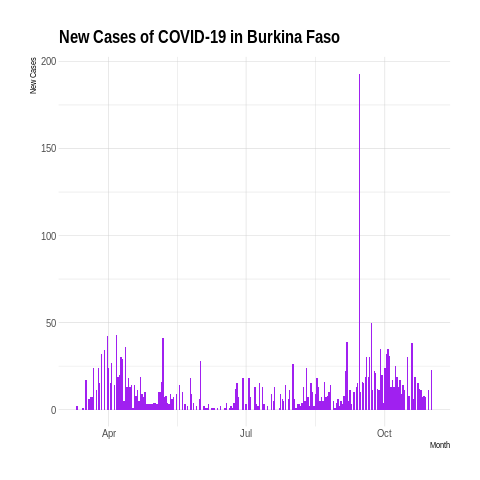 New Cases of COVID-19 in Burkina Faso
New Cases
200
150
100
50
0
Apr
Jul
Oct
Month